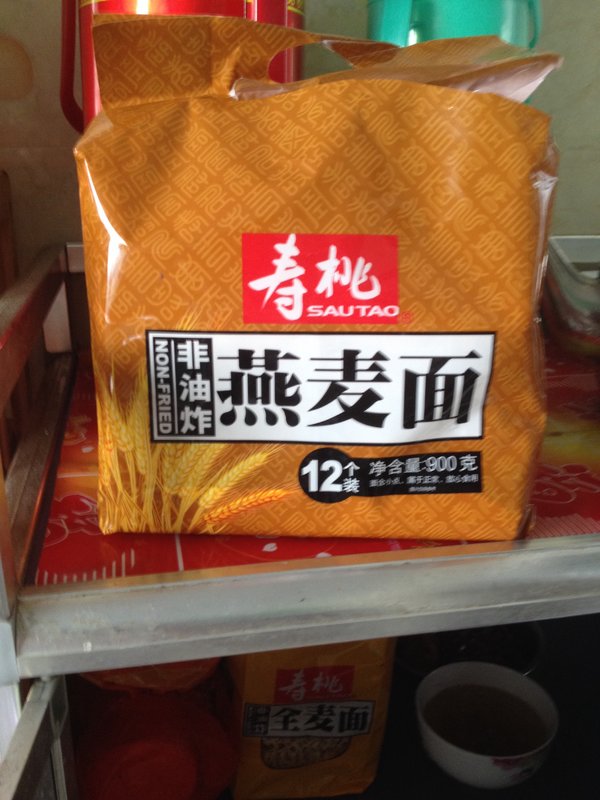 寿桃
SAUTAO
NON-FRIED
非油炸
燕麦面
12个装
净含量:900克
寿桃
全麦面